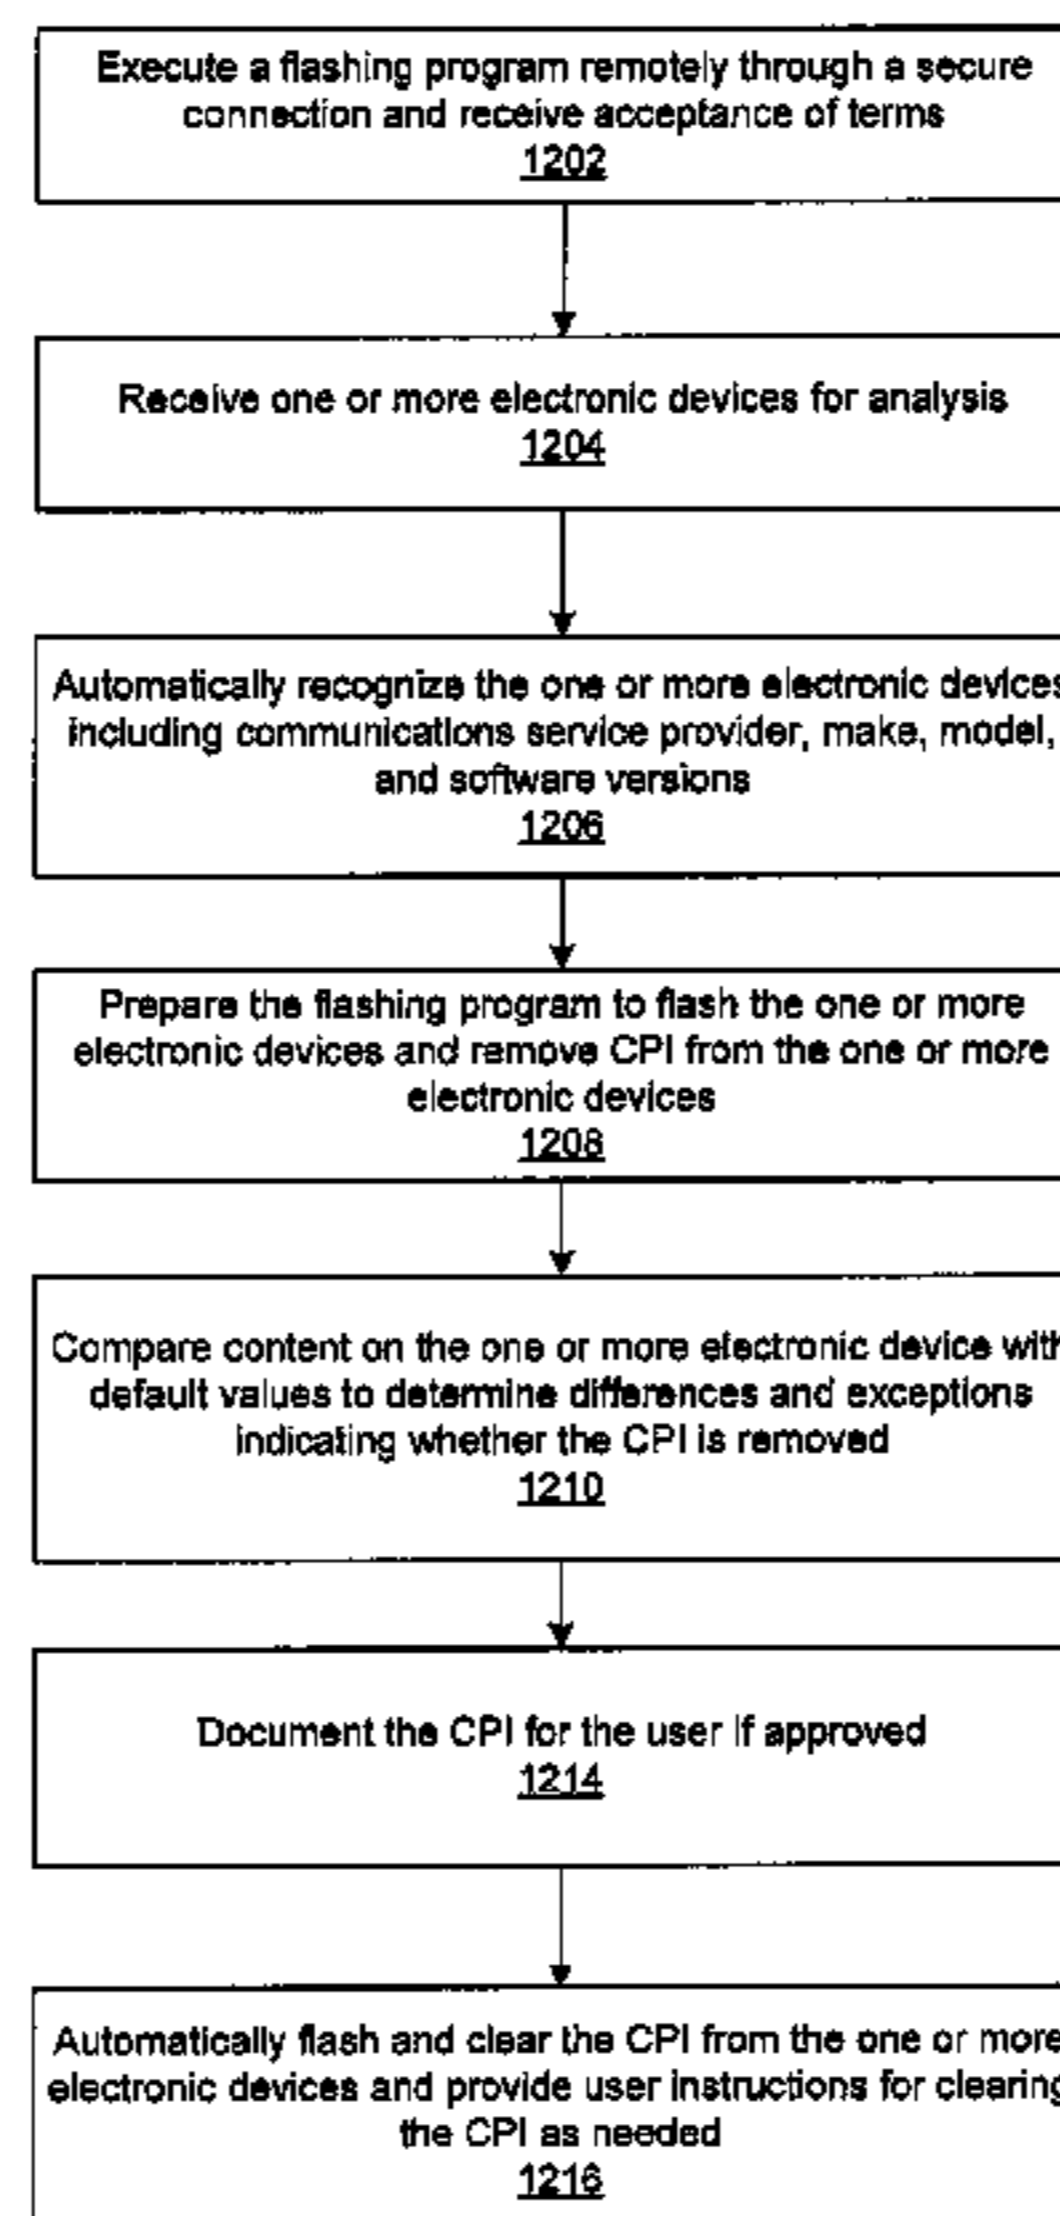 Execute a flashing program remotely through a secure
connection and receive acceptance of terms
1202
Receive one or more electronic devices for analysis
1204
Automatically recognize the one or more electronic devices
including communications service provider, make, model,
and software versions
1206
Prepare the flashing program to flash the one or more
electronic devices and remove CPI from the one or more
electronic devices
1208
Compare content on the one or more electronic device with
default values to determine differences and exceptions
indicating whether the CPI is removed
1210
Document the CPI for the user if approved
1214
Automatically flash and clear the CPI from the one or more
electronic devices and provide user instructions for clearing
the CPI as needed
1216